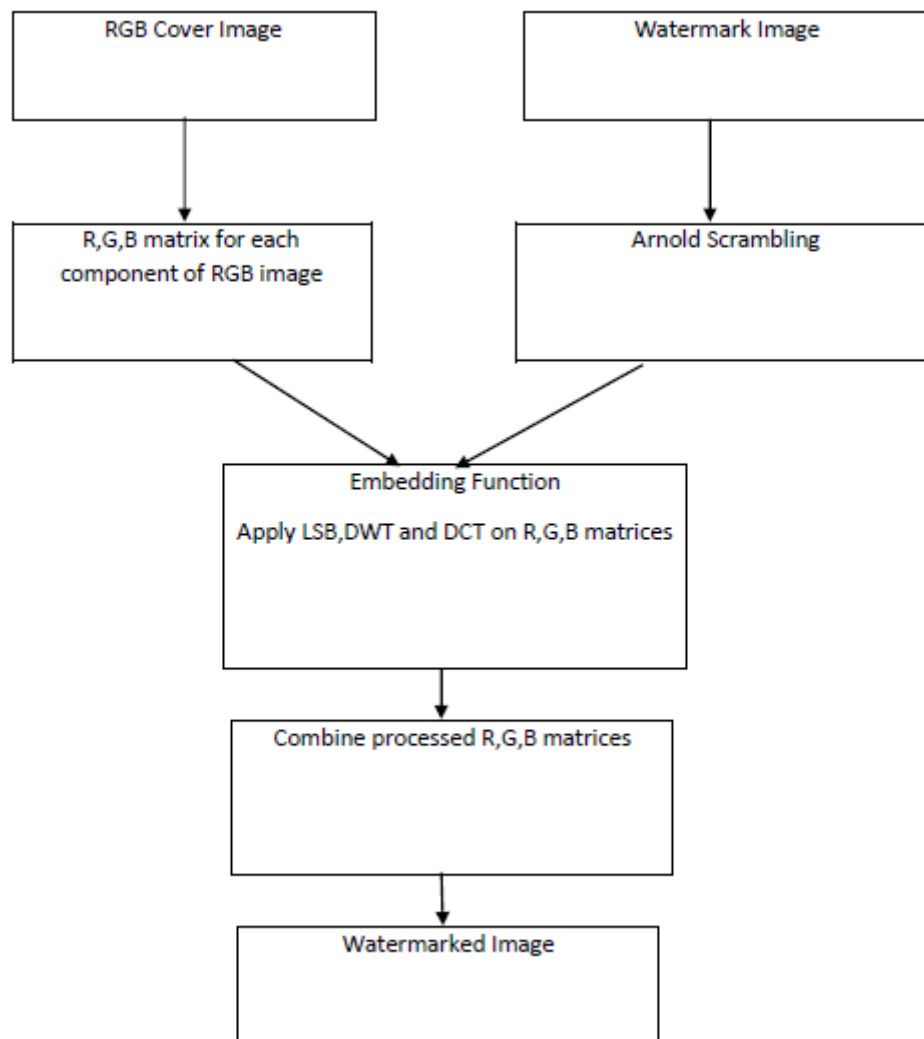 RGB Cover Image
Watermark Image
R,G,B matrix for each
component of RGB image
Arnold Scrambling
Embedding Function
Apply LSB,DWT and DCT on R,G,B matrices
Combine processed R,G,B matrices
Watermarked Image